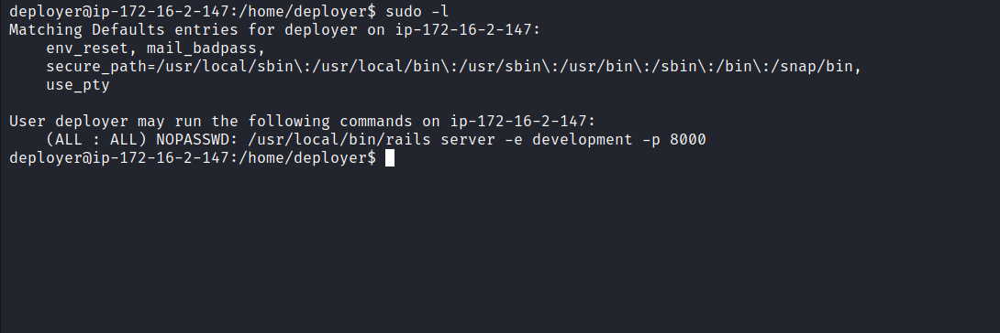 deployer@ip-172-16-2-147:/home/deployer$ sudo -l
Matching Defaults entries for deployer on ip-172-16-2-147:
    env_reset, mail_badpass,
    secure_path=/usr/local/sbin\:/usr/local/bin\:/usr/sbin\:/usr/bin\:/sbin\:/bin\:/snap/bin,
    use_pty

User deployer may run the following commands on ip-172-16-2-147:
    (ALL : ALL) NOPASSWD: /usr/local/bin/rails server -e development -p 8000
deployer@ip-172-16-2-147:/home/deployer$